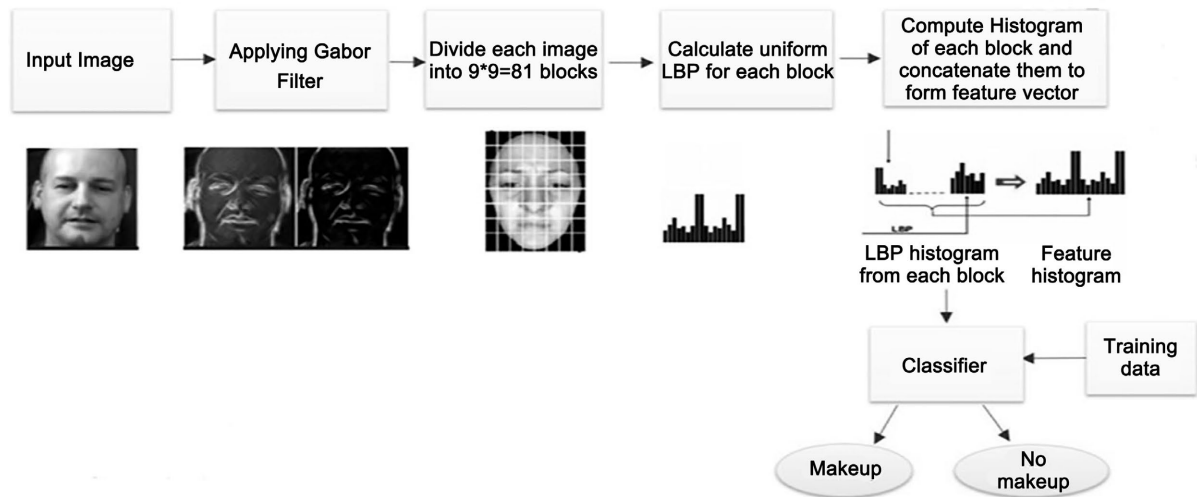 Input Image
Applying Gabor
Filter
Divide each image
into 9*9=81 blocks
Calculate uniform
LBP for each block
Compute Histogram
of each block and
concatenate them to
form feature vector
LBP
LBP histogram
from each block
Feature
histogram
Classifier
Training
data
Makeup
No
makeup